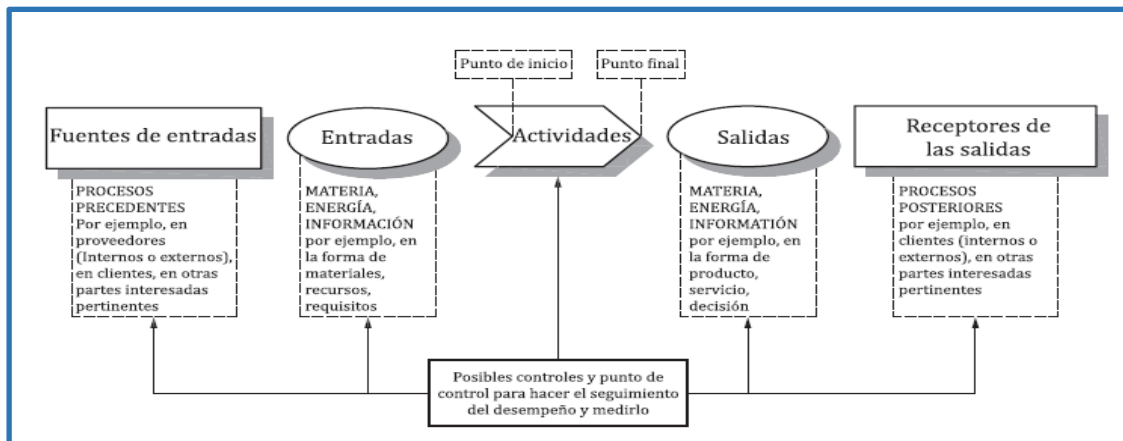 Punto de inicio
Punto final
Fuentes de entradas
Entradas
Actividades
Salidas
Receptores de
las salidas
PROCESOS
PRECEDENTES
Por ejemplo, en
proveedores
(Internos o externos),
en clientes, en otras
partes interesadas
pertinentes
MATERIA,
ENERGÍA,
INFORMACIÓN
por ejemplo, en
la forma de
materiales,
recursos,
requisitos
MATERIA,
ENERGÍA,
INFORMATIÓN
por ejemplo, en
la forma de
producto,
servicio,
decisión
PROCESOS
POSTERIORES
por ejemplo, en
clientes (internos o
externos), en otras
partes interesadas
pertinentes
Posibles controles y punto de
control para hacer el seguimiento
del desempeño y medirlo